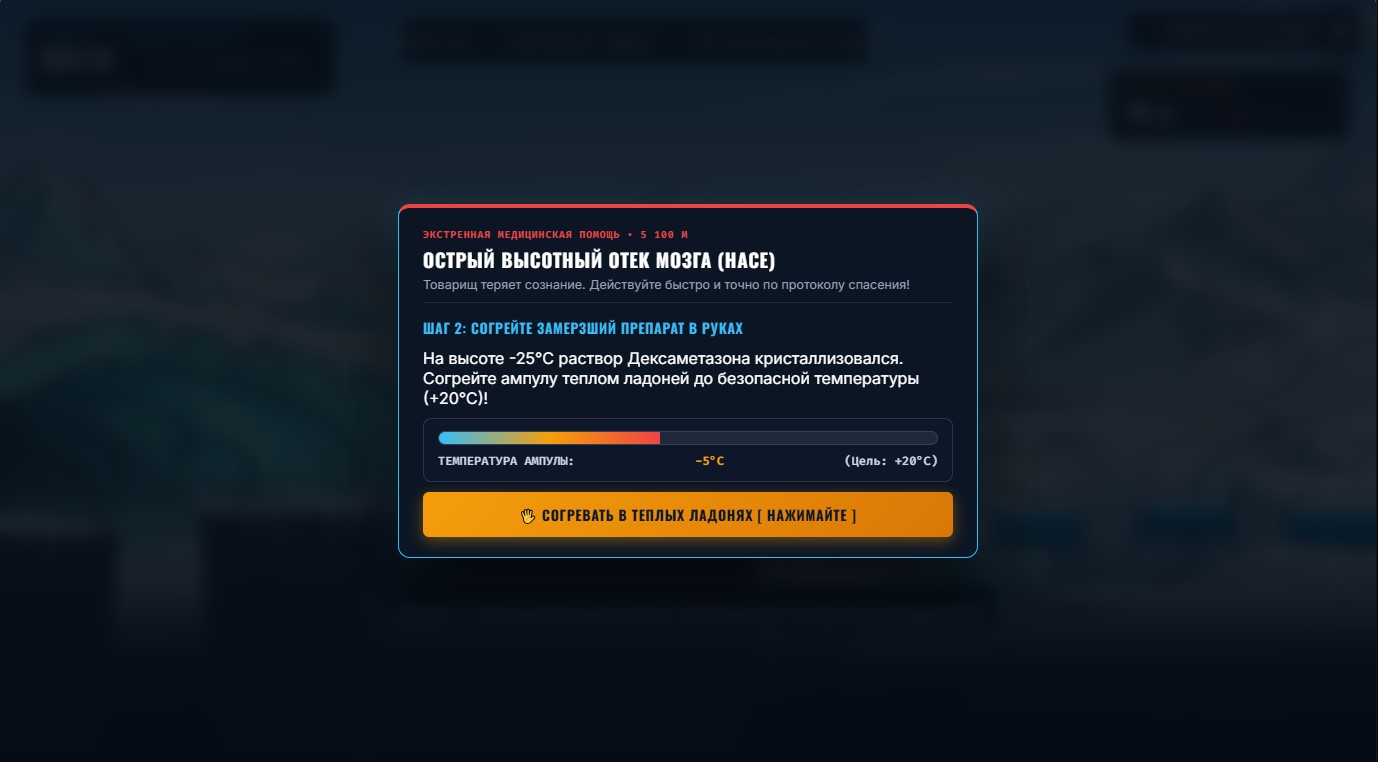 ЭКСТРЕННАЯ МЕДИЦИНСКАЯ ПОМОЩЬ • 5 100 М
ОСТРЫЙ ВЫСОТНЫЙ ОТЕК МОЗГА (HACE)
Товарищ теряет сознание. Действуйте быстро и точно по протоколу спасения!
ШАГ 2: СОГРЕЙТЕ ЗАМЕРЗШИЙ ПРЕПАРАТ В РУКАХ
На высоте -25°C раствор Дексаметазона кристаллизовался.
Согрейте ампулу теплом ладоней до безопасной температуры
(+20°C)!
ТЕМПЕРАТУРА АМПУЛЫ: -5°C (Цель: +20°C)
СОГРЕВАТЬ В ТЕПЛЫХ ЛАДОНЯХ [ НАЖИМАЙТЕ ]